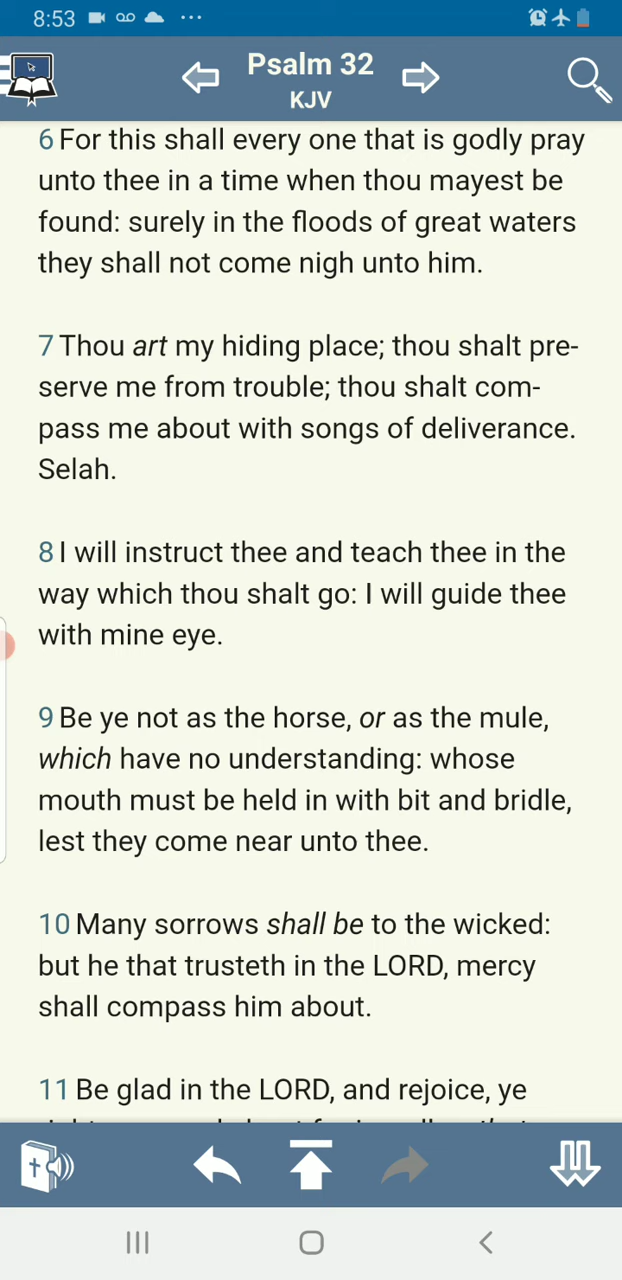 8:53
Psalm 32
KJV
6 For this shall every one that is godly pray
unto thee in a time when thou mayest be
found: surely in the floods of great waters
they shall not come nigh unto him.
7 Thou art my hiding place; thou shalt pre-
serve me from trouble; thou shalt com-
pass me about with songs of deliverance.
Selah.
8 I will instruct thee and teach thee in the
way which thou shalt go: I will guide thee
with mine eye.
9 Be ye not as the horse, or as the mule,
which have no understanding: whose
mouth must be held in with bit and bridle,
lest they come near unto thee.
10 Many sorrows shall be to the wicked:
but he that trusteth in the LORD, mercy
shall compass him about.
11 Be glad in the LORD, and rejoice, ye